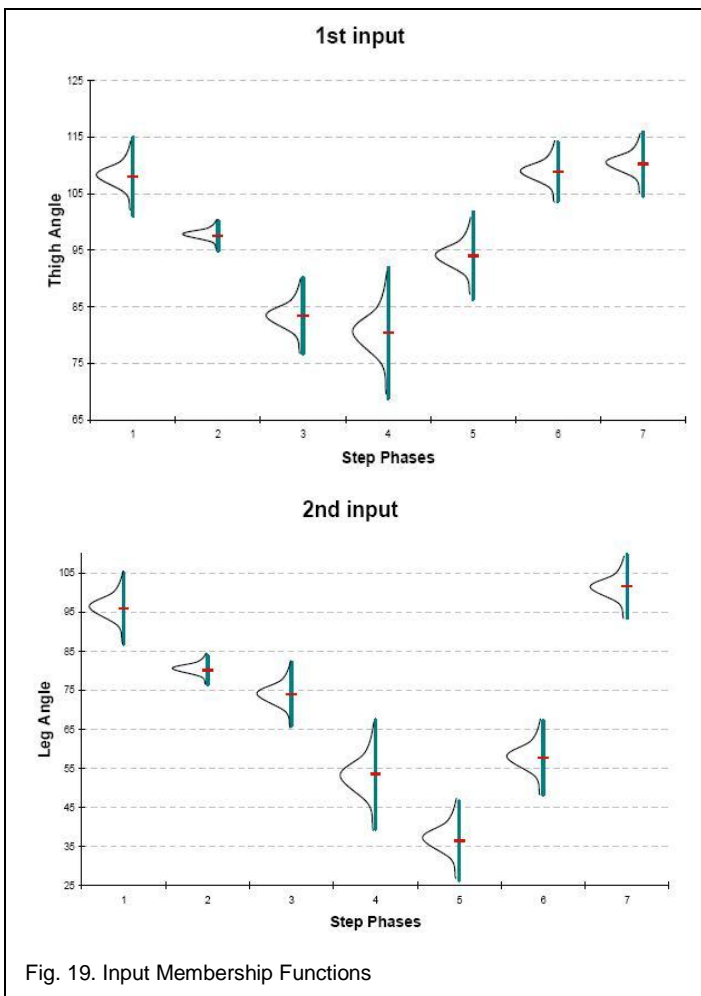 1st input
Thigh Angle
125
115
105
95
85
75
65
1 2 3 4 5 6 7
Step Phases
2nd input
Leg Angle
105
95
85
75
65
55
45
35
25
1 2 3 4 5 6 7
Step Phases
Fig. 19. Input Membership Functions